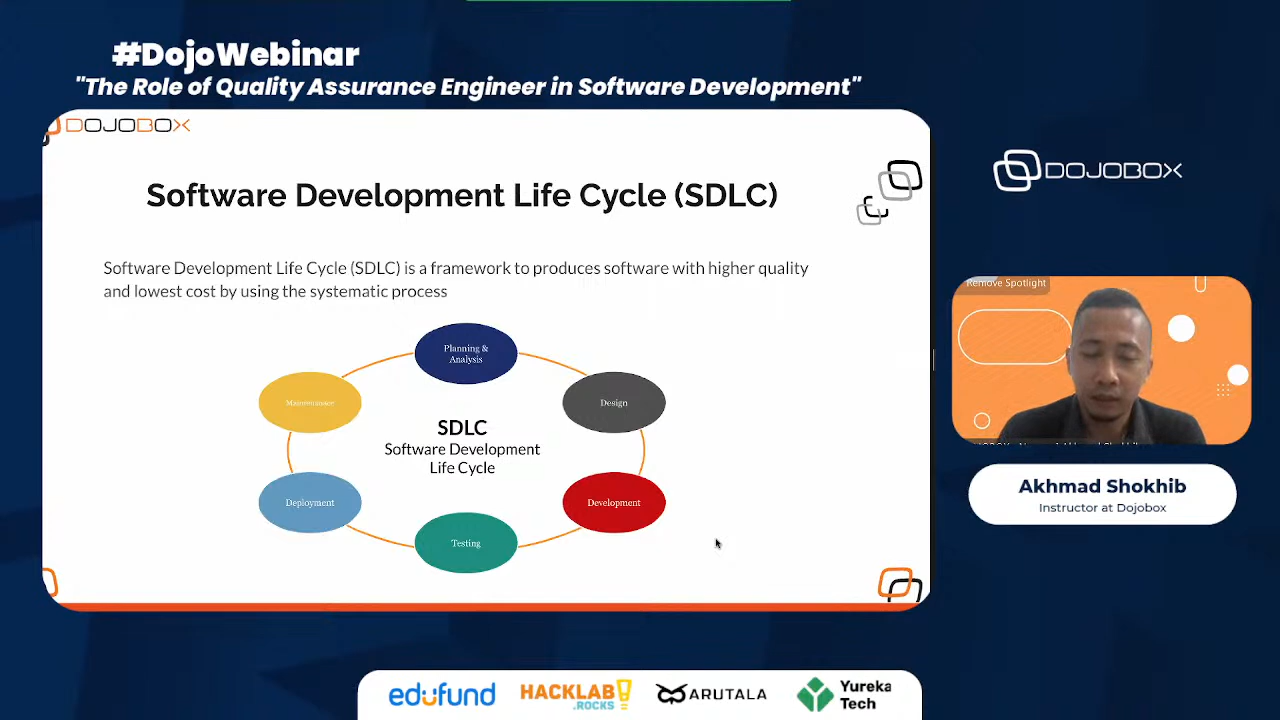 #DojoWebinar
"The Role of Quality Assurance Engineer in Software Development"
DOJOBOX
Software Development Life Cycle (SDLC)
Software Development Life Cycle (SDLC) is a framework to produces software with higher quality
and lowest cost by using the systematic process
Planning &
Analysis
Design
Development
Testing
Deployment
Maintenance
SDLC
Software Development
Life Cycle
DOJOBOX
Remove Spotlight
Akhmad Shokhib
Instructor at Dojobox
edufund
HACKLAB!
.ROCKS
ARUTALA
Yureka
Tech